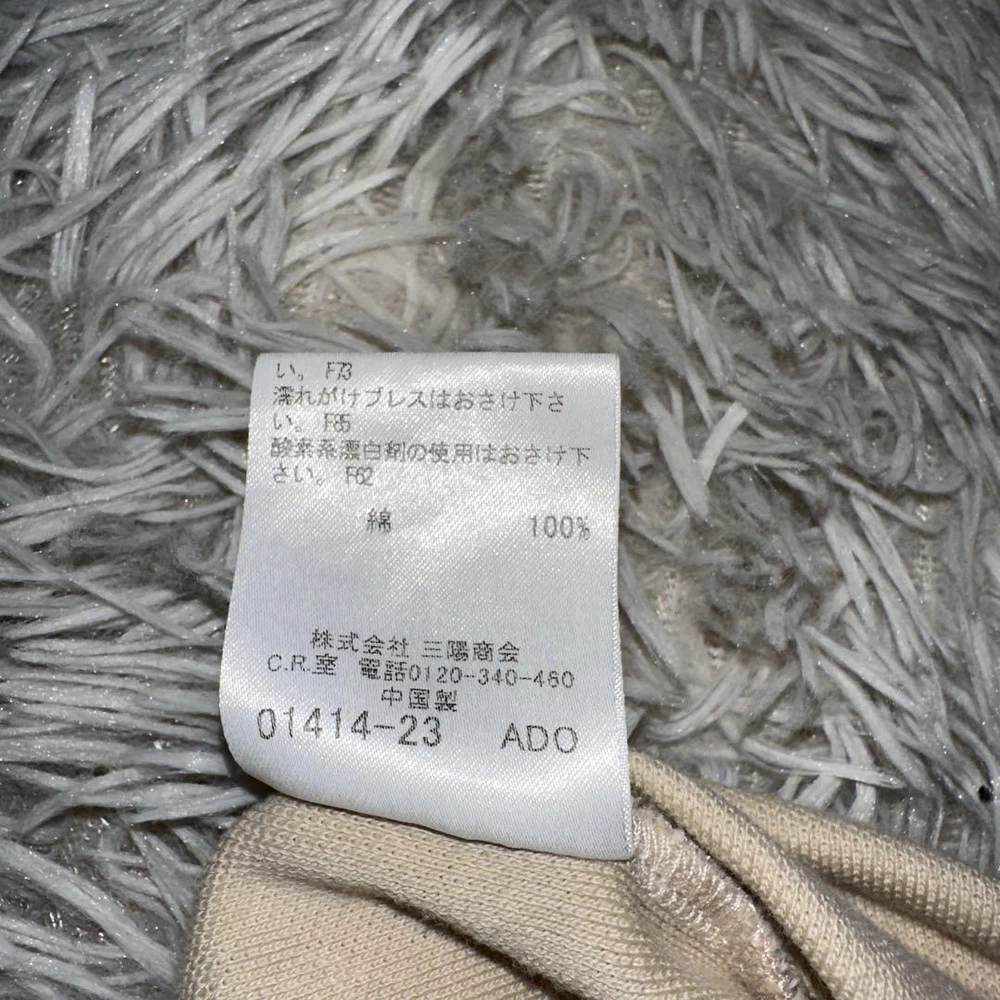 い。 F73
濡れがけプレスはおさけ下さ
い。 F85
酸素系漂白剤の使用はおさけ下
さい。 F62
綿 100%
株式会社 三陽商会
C.R.室 電話0120-340-460
中国製
01414-23 ADO